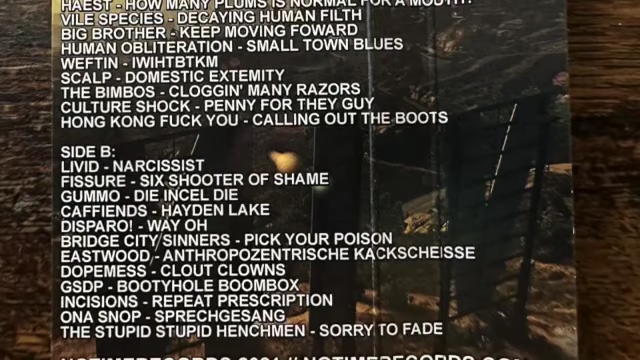 HAEST - HOW MANY PLUMS IS NORMAL FOR A MOUTH?
VILE SPECIES - DECAYING HUMAN FILTH
BIG BROTHER - KEEP MOVING FOWARD
HUMAN OBLITERATION - SMALL TOWN BLUES
WEFTIN - IWIHTBTKM
SCALP - DOMESTIC EXTEMITY
THE BIMBOS - CLOGGIN' MANY RAZORS
CULTURE SHOCK - PENNY FOR THEY GUY
HONG KONG FUCK YOU - CALLING OUT THE BOOTS
SIDE B:
LIVID - NARCISSIST
FISSURE - SIX SHOOTER OF SHAME
GUMMO - DIE INCEL DIE
CAFFIENDS - HAYDEN LAKE
DISPARO! - WAY OH
BRIDGE CITY SINNERS - PICK YOUR POISON
EASTWOOD - ANTHROPOZENTRISCHE KACKSCHEISSE
DOPEMESS - CLOUT CLOWNS
GSDP - BOOTYHOLE BOOMBOX
INCISIONS - REPEAT PRESCRIPTION
ONA SNOP - SPRECHGESANG
THE STUPID STUPID HENCHMEN - SORRY TO FADE